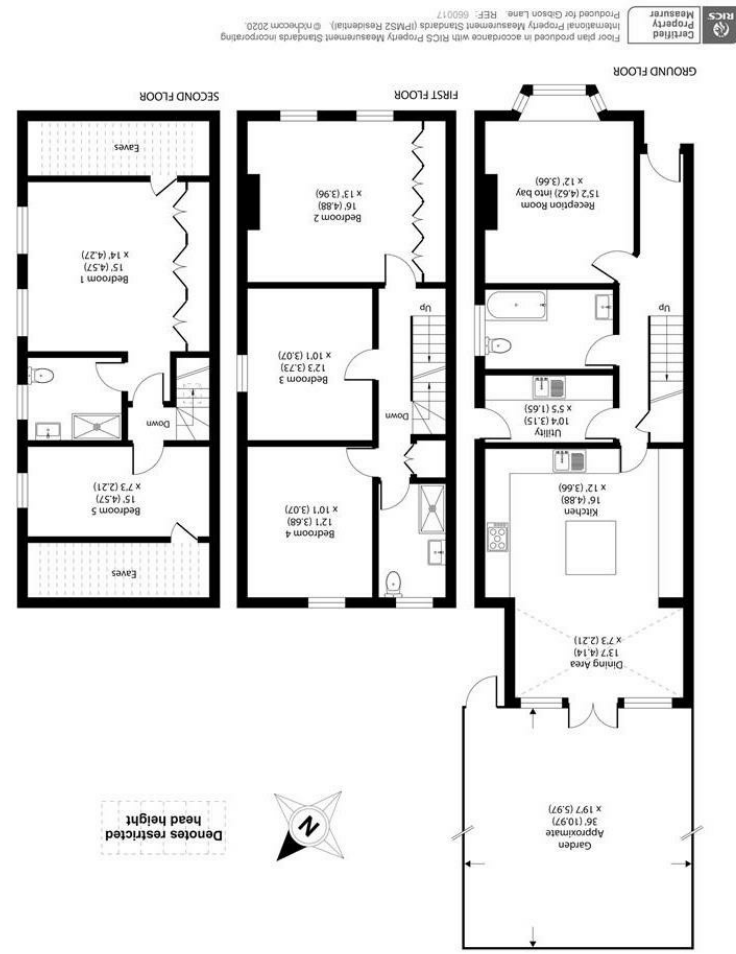 Denotes restricted
head height
N
Garden
Approximate
36' (10.97)
x 19'7 (5.97)
Dining Area
13'7 (4.14)
x 7'3 (2.21)
Kitchen
16' (4.88)
x 12' (3.66)
Utility
10'4 (3.15)
x 5'5 (1.65)
Up
Reception Room
15'2 (4.62) into bay
x 12' (3.66)
GROUND FLOOR
Bedroom 4
12'1 (3.68)
x 10'1 (3.07)
Down
Bedroom 3
12'3 (3.73)
x 10'1 (3.07)
Up
Bedroom 2
16' (4.88)
x 13' (3.96)
FIRST FLOOR
Eaves
Bedroom 5
15' (4.57)
x 7'3 (2.21)
Down
Bedroom 1
15' (4.57)
x 14' (4.27)
Eaves
SECOND FLOOR
RICS
Certified
Property
Measurer
Floor plan produced in accordance with RICS Property Measurement Standards incorporating
International Property Measurement Standards (IPMS2 Residential). ©nichecom 2020.
Produced for Gibson Lane. REF: 660017